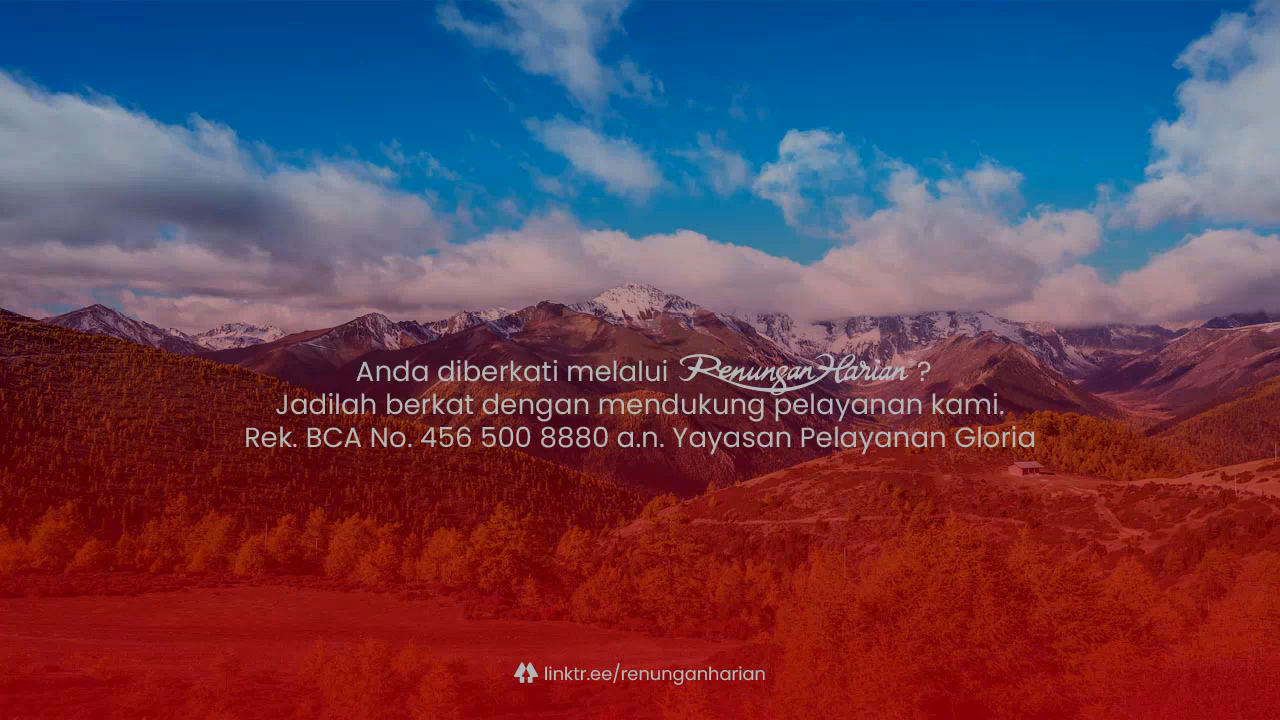 Anda diberkati melalui Renungan Harian ?
Jadilah berkat dengan mendukung pelayanan kami.
Rek. BCA No. 456 500 8880 a.n. Yayasan Pelayanan Gloria
linktr.ee/renunganharian